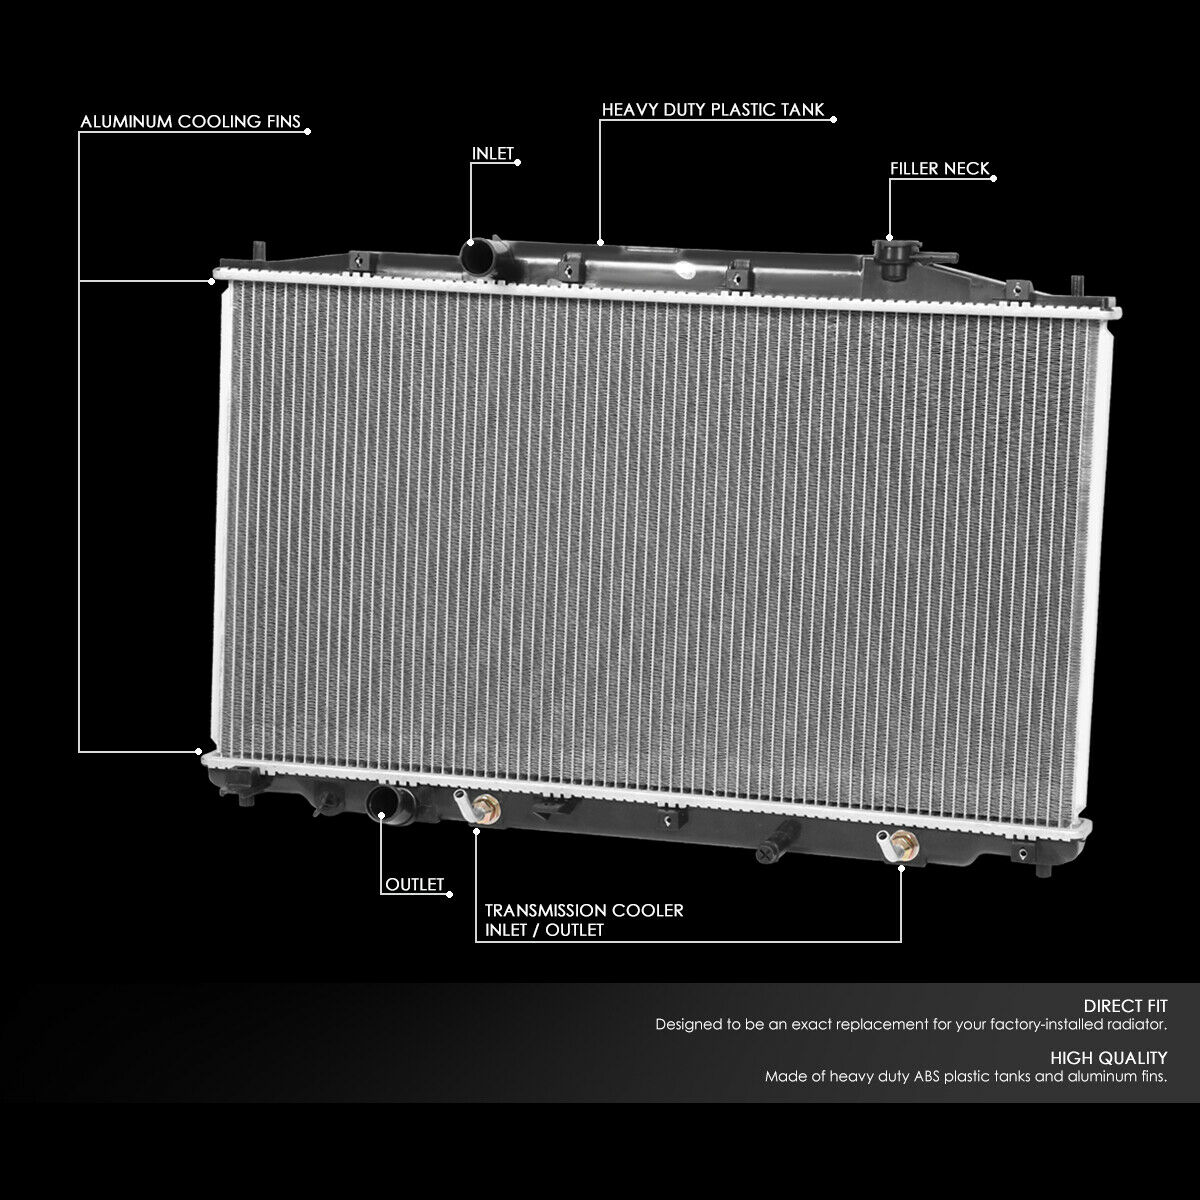 ALUMINUM COOLING FINS
INLET
HEAVY DUTY PLASTIC TANK
FILLER NECK
OUTLET
TRANSMISSION COOLER
INLET / OUTLET
DIRECT FIT
Designed to be an exact replacement for your factory-installed radiator.
HIGH QUALITY
Made of heavy duty ABS plastic tanks and aluminum fins.